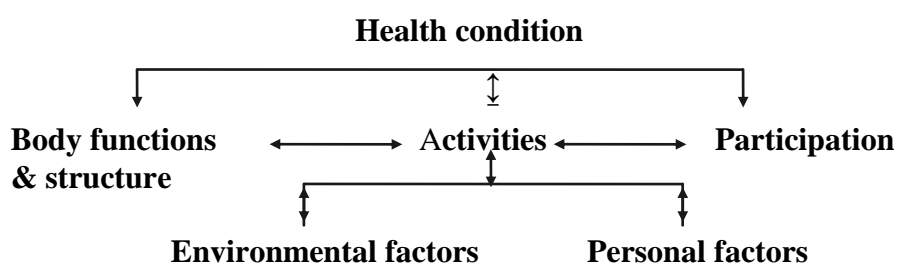 Health condition
Body functions
& structure
Activities
Participation
Environmental factors
Personal factors